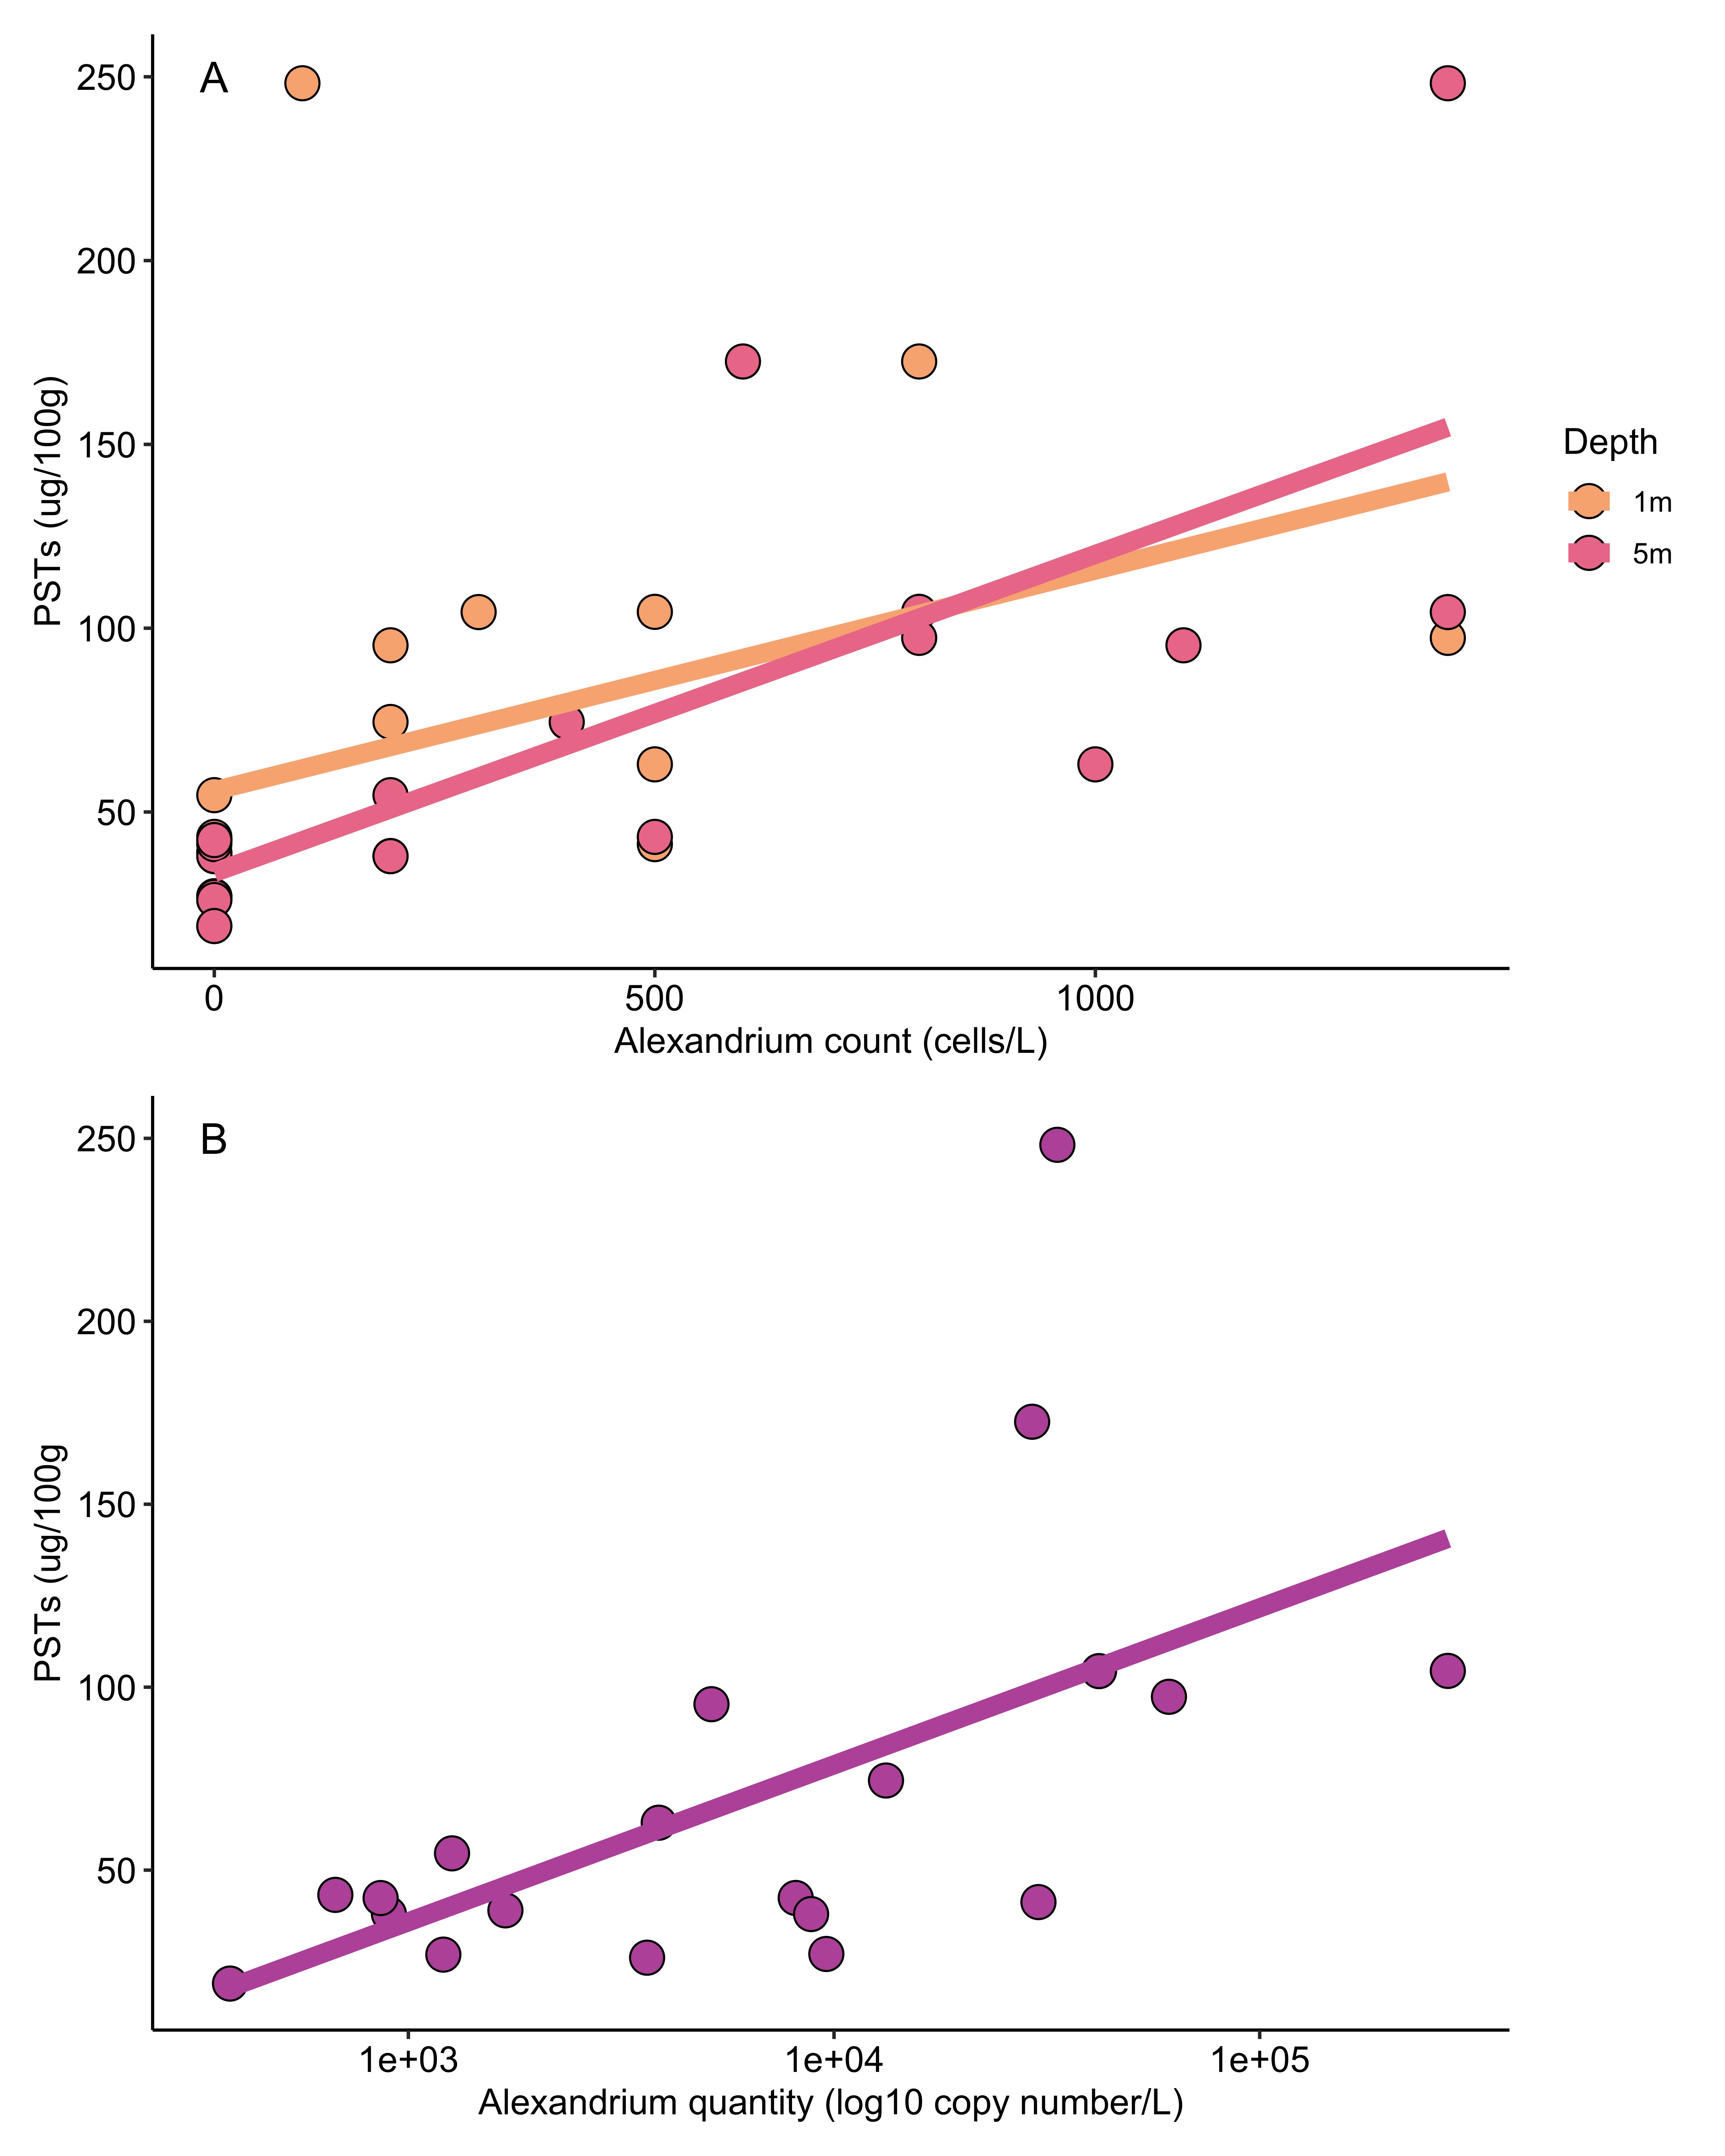 A
250
200
150
100
50
PSTs (ug/100g)
0 500 1000
Alexandrium count (cells/L)
Depth
1m
5m
B
250
200
150
100
50
PSTs (ug/100g
1e+03 1e+04 1e+05
Alexandrium quantity (log10 copy number/L)